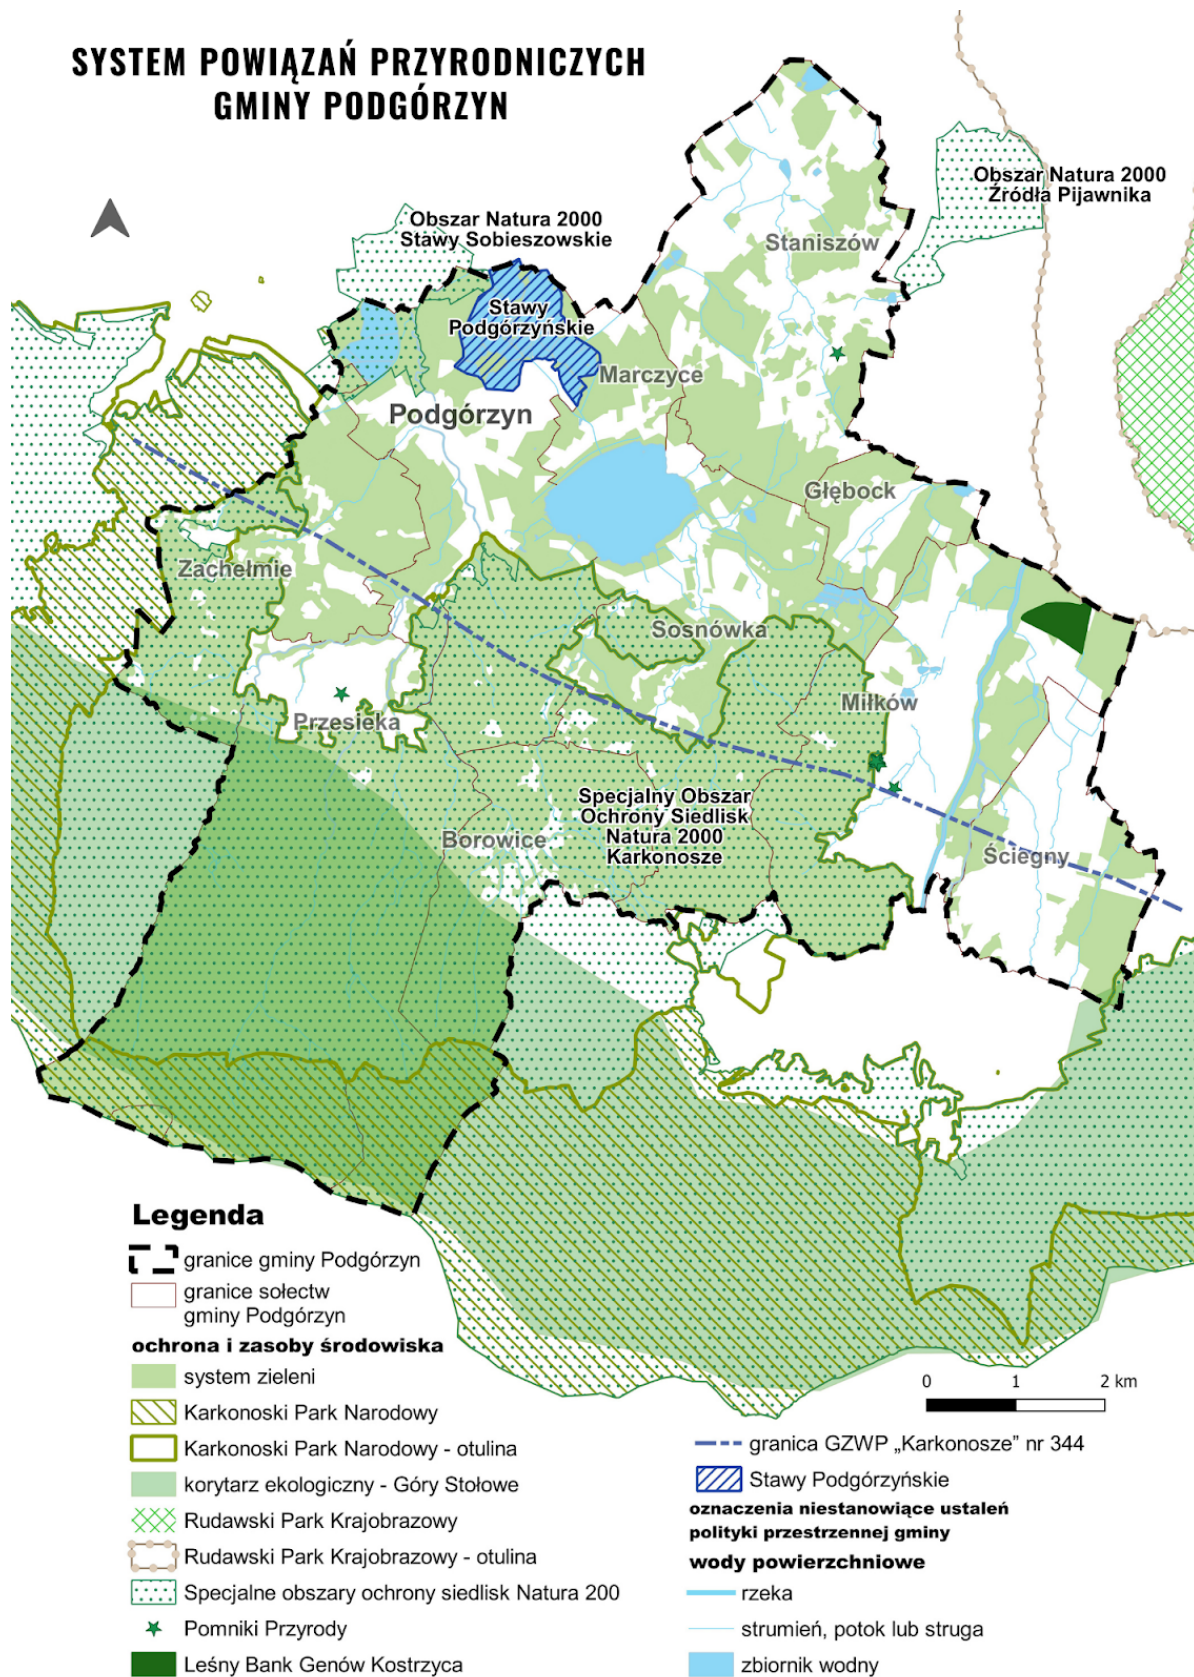 SYSTEM POWIĄZAŃ PRZYRODNICZYCH
GMINY PODGÓRZYN
Obszar Natura 2000
Źródła Pijawnika
Obszar Natura 2000
Stawy Sobieszowskie
Staniszów
Stawy
Podgórzyńskie
Marczyce
Podgórzyn
Głębock
Zachełmie
Sosnówka
Miłków
Przesieka
Specjalny Obszar
Ochrony Siedlisk
Natura 2000
Karkonosze
Borowice
Ściegny
Legenda
granice gminy Podgórzyn
granice sołectw
gminy Podgórzyn
ochrona i zasoby środowiska
system zieleni
Karkonoski Park Narodowy
Karkonoski Park Narodowy - otulina
korytarz ekologiczny - Góry Stołowe
Rudawski Park Krajobrazowy
Rudawski Park Krajobrazowy - otulina
Specjalne obszary ochrony siedlisk Natura 200
Pomniki Przyrody
Leśny Bank Genów Kostrzyca
0 1 2 km
granica GZWP „Karkonosze” nr 344
Stawy Podgórzyńskie
oznaczenia niestanowiące ustaleń
polityki przestrzennej gminy
wody powierzchniowe
rzeka
strumień, potok lub struga
zbiornik wodny